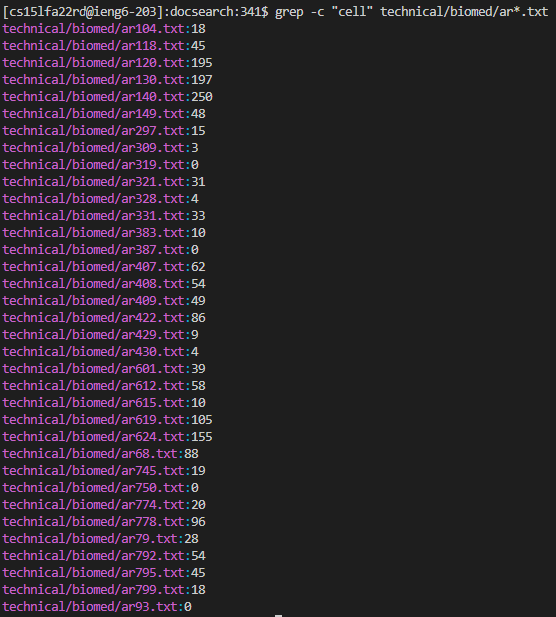 [cs15lfa22rd@ieng6-203]:docsearch:341$ grep -c "cell" technical/biomed/ar*.txt
technical/biomed/ar104.txt:18
technical/biomed/ar118.txt:45
technical/biomed/ar120.txt:195
technical/biomed/ar130.txt:197
technical/biomed/ar140.txt:250
technical/biomed/ar149.txt:48
technical/biomed/ar297.txt:15
technical/biomed/ar309.txt:3
technical/biomed/ar319.txt:0
technical/biomed/ar321.txt:31
technical/biomed/ar328.txt:4
technical/biomed/ar331.txt:33
technical/biomed/ar383.txt:10
technical/biomed/ar387.txt:0
technical/biomed/ar407.txt:62
technical/biomed/ar408.txt:54
technical/biomed/ar409.txt:49
technical/biomed/ar422.txt:86
technical/biomed/ar429.txt:9
technical/biomed/ar430.txt:4
technical/biomed/ar601.txt:39
technical/biomed/ar612.txt:58
technical/biomed/ar615.txt:10
technical/biomed/ar619.txt:105
technical/biomed/ar624.txt:155
technical/biomed/ar68.txt:88
technical/biomed/ar745.txt:19
technical/biomed/ar750.txt:0
technical/biomed/ar774.txt:20
technical/biomed/ar778.txt:96
technical/biomed/ar79.txt:28
technical/biomed/ar792.txt:54
technical/biomed/ar795.txt:45
technical/biomed/ar799.txt:18
technical/biomed/ar93.txt:0